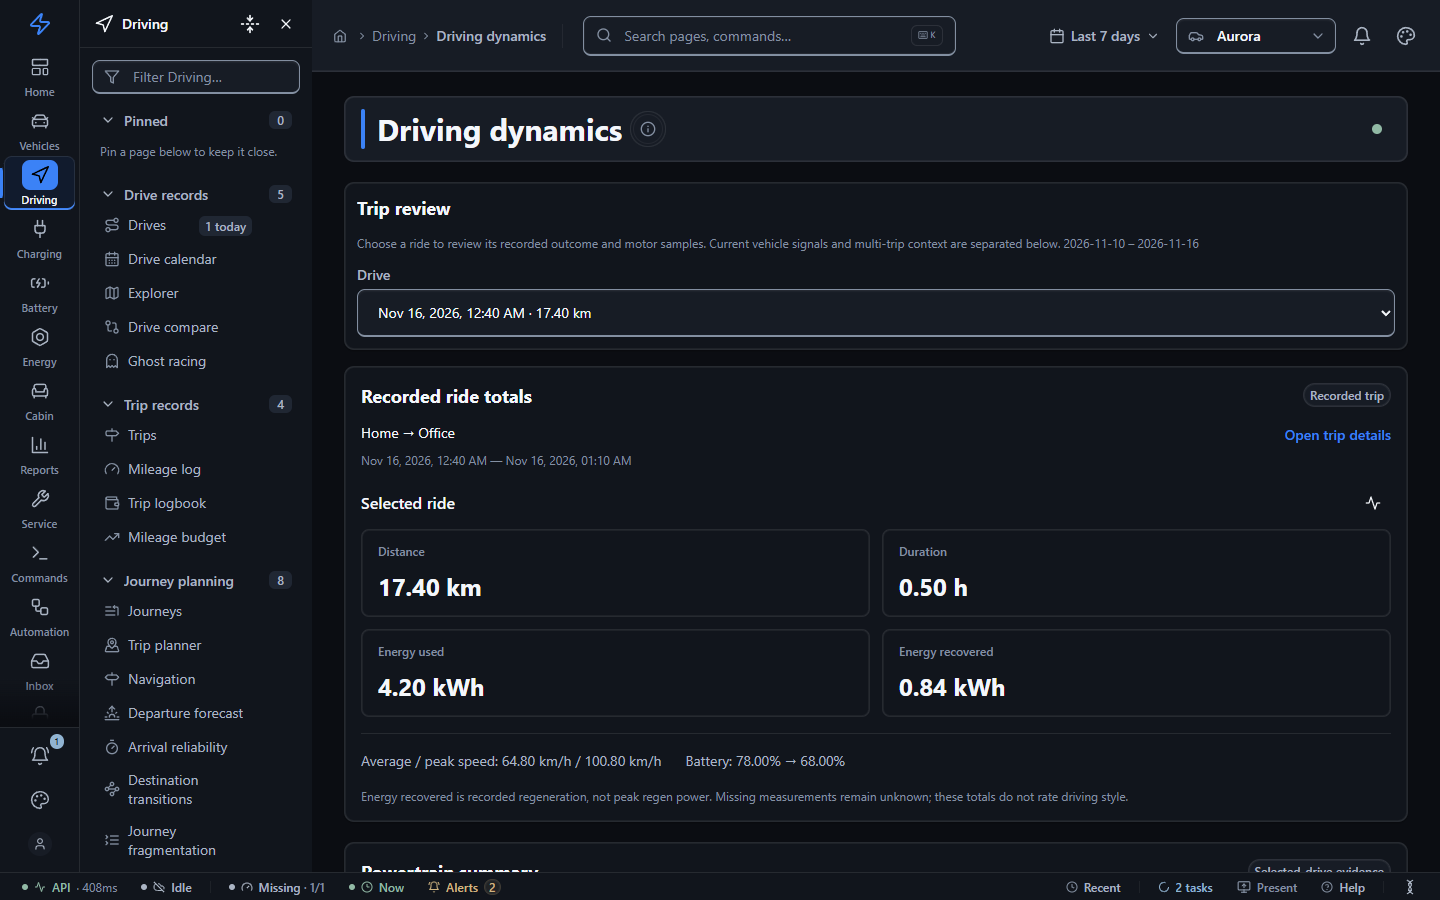 Home
Vehicles
Driving
Charging
Battery
Energy
Cabin
Reports
Service
Commands
Automation
Inbox
1
Driving
Filter Driving...
Pinned 0
Pin a page below to keep it close.
Drive records 5
Drives 1 today
Drive calendar
Explorer
Drive compare
Ghost racing
Trip records 4
Trips
Mileage log
Trip logbook
Mileage budget
Journey planning 8
Journeys
Trip planner
Navigation
Departure forecast
Arrival reliability
Destination
transitions
Journey
fragmentation
Driving Driving dynamics
Search pages, commands... K
Last 7 days
Aurora
Driving dynamics
Trip review
Choose a ride to review its recorded outcome and motor samples. Current vehicle signals and multi-trip context are separated below. 2026-11-10 – 2026-11-16
Drive
Nov 16, 2026, 12:40 AM · 17.40 km
Recorded ride totals Recorded trip
Home → Office Open trip details
Nov 16, 2026, 12:40 AM — Nov 16, 2026, 01:10 AM
Selected ride
Distance
17.40 km
Duration
0.50 h
Energy used
4.20 kWh
Energy recovered
0.84 kWh
Average / peak speed: 64.80 km/h / 100.80 km/h Battery: 78.00% → 68.00%
Energy recovered is recorded regeneration, not peak regen power. Missing measurements remain unknown; these totals do not rate driving style.
Powertrain summary Selected-drive evidence
API · 408ms Idle Missing · 1/1 Now Alerts 2 Recent 2 tasks Present Help